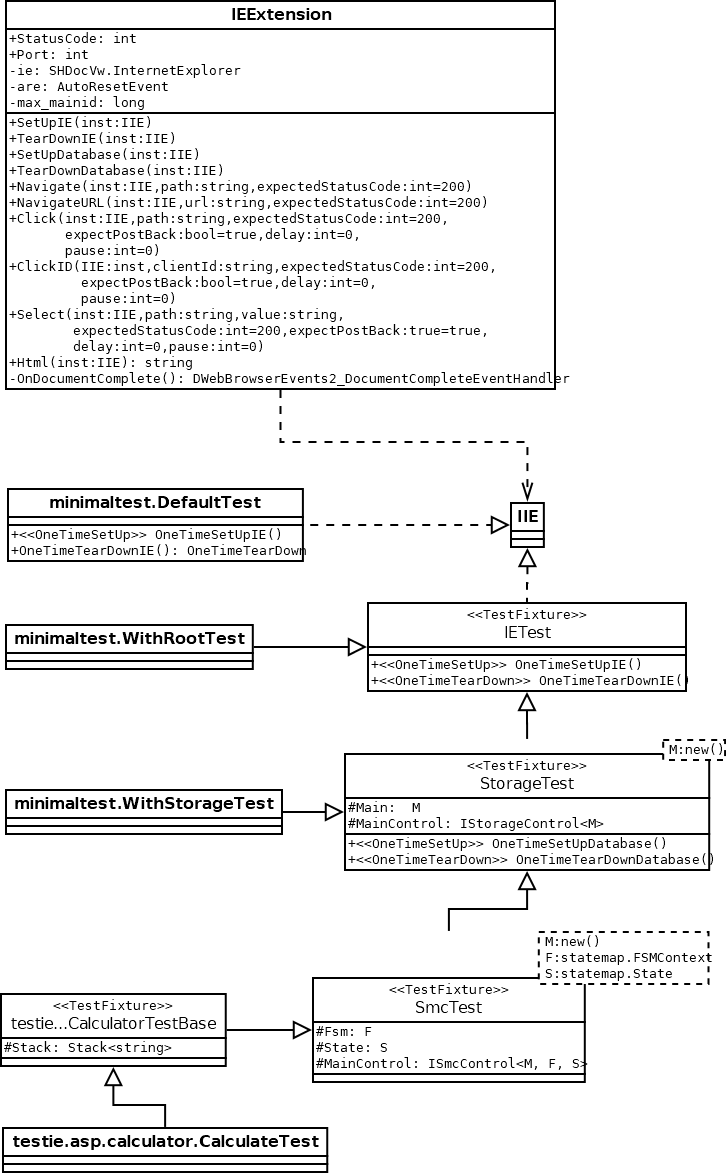 IEExtension
+StatusCode: int
+Port: int
-ie: SHDocVw.InternetExplorer
-are: AutoResetEvent
-max_mainid: long
+SetUpIE(inst:IIE)
+TearDownIE(inst:IIE)
+SetUpDatabase(inst:IIE)
+TearDownDatabase(inst:IIE)
+Navigate(inst:IIE,path:string,expectedStatusCode:int=200)
+NavigateURL(inst:IIE,url:string,expectedStatusCode:int=200)
+Click(inst:IIE,path:string,expectedStatusCode:int=200,
expectPostBack:bool=true,delay:int=0,
pause:int=0)
+ClickID(IIE:inst,clientId:string,expectedStatusCode:int=200,
expectPostBack:bool=true,delay:int=0,
pause:int=0)
+Select(inst:IIE,path:string,value:string,
expectedStatusCode:int=200,expectPostBack:true=true,
delay:int=0,pause:int=0)
+Html(inst:IIE): string
-OnDocumentComplete(): DWebBrowserEvents2_DocumentCompleteEventHandler
minimaltest.DefaultTest
+<<OneTimeSetUp>> OneTimeSetUpIE()
+OneTimeTearDownIE(): OneTimeTearDown
IIE
<<TestFixture>>
IETest
+<<OneTimeSetUp>> OneTimeSetUpIE()
+<<OneTimeTearDown>> OneTimeTearDownIE()
minimaltest.WithRootTest
M:new()
<<TestFixture>>
StorageTest
#Main:  M
#MainControl: IStorageControl<M>
+<<OneTimeSetUp>> OneTimeSetUpDatabase()
+<<OneTimeTearDown>> OneTimeTearDownDatabase()
minimaltest.WithStorageTest
M:new()
F:statemap.FSMContext
S:statemap.State
<<TestFixture>>
SmcTest
#Fsm: F
#State: S
#MainControl: ISmcControl<M, F, S>
<<TestFixture>>
testie...CalculatorTestBase
#Stack: Stack<string>
testie.asp.calculator.CalculateTest